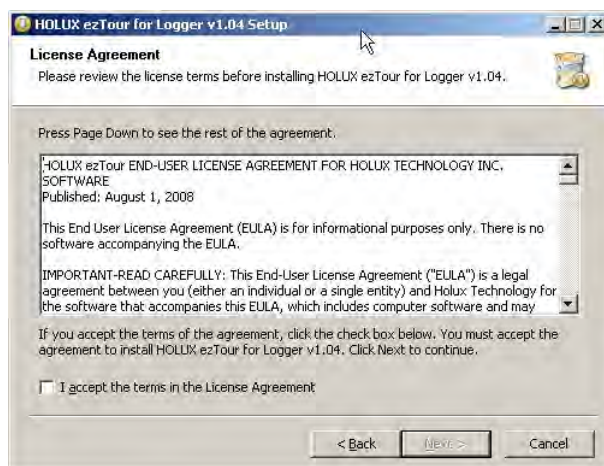 HOLUX ezTour for Logger v1.04 Setup
License Agreement
Please review the license terms before installing HOLUX ezTour for Logger v1.04.
Press Page Down to see the rest of the agreement.
HOLUX ezTour END-USER LICENSE AGREEMENT FOR HOLUX TECHNOLOGY INC.
SOFTWARE
Published: August 1, 2008
This End User License Agreement (EULA) is for informational purposes only. There is no
software accompanying the EULA.
IMPORTANT-READ CAREFULLY: This End-User License Agreement ("EULA") is a legal
agreement between you (either an individual or a single entity) and Holux Technology for
the software that accompanies this EULA, which includes computer software and may
If you accept the terms of the agreement, click the check box below. You must accept the
agreement to install HOLUX ezTour for Logger v1.04. Click Next to continue.
I accept the terms in the License Agreement
< Back
Next >
Cancel